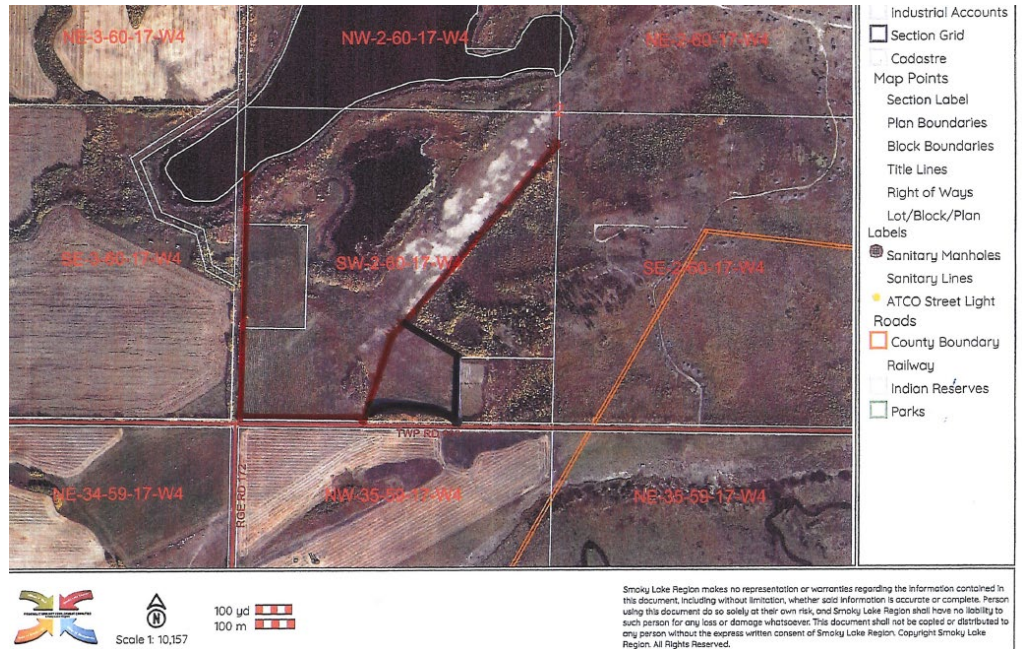 NE-3-60-17-W4
NW-2-60-17-W4
NE-2-60-17-W4
SE-3-60-17-W4
SW-2-60-17-W4
SE-2-60-17-W4
TWP RD
RGE RD 172
NE-34-59-17-W4
NW-35-59-17-W4
NE-35-59-17-W4
Industrial Accounts
Section Grid
Cadastre
Map Points
Section Label
Plan Boundaries
Block Boundaries
Title Lines
Right of Ways
Lot/Block/Plan
Labels
Sanitary Manholes
Sanitary Lines
ATCO Street Light
Roads
County Boundary
Railway
Indian Reserves
Parks
N
Scale 1: 10,157
100 yd
100 m
Smoky Lake Region makes no representation or warranties regarding the information contained in
this document, including without limitation, whether said information is accurate or complete. Person
using this document do so solely at their own risk, and Smoky Lake Region shall have no liability to
such person for any loss or damage whatsoever. This document shall not be copied or distributed to
any person without the express written consent of Smoky Lake Region. Copyright Smoky Lake
Region. All Rights Reserved.